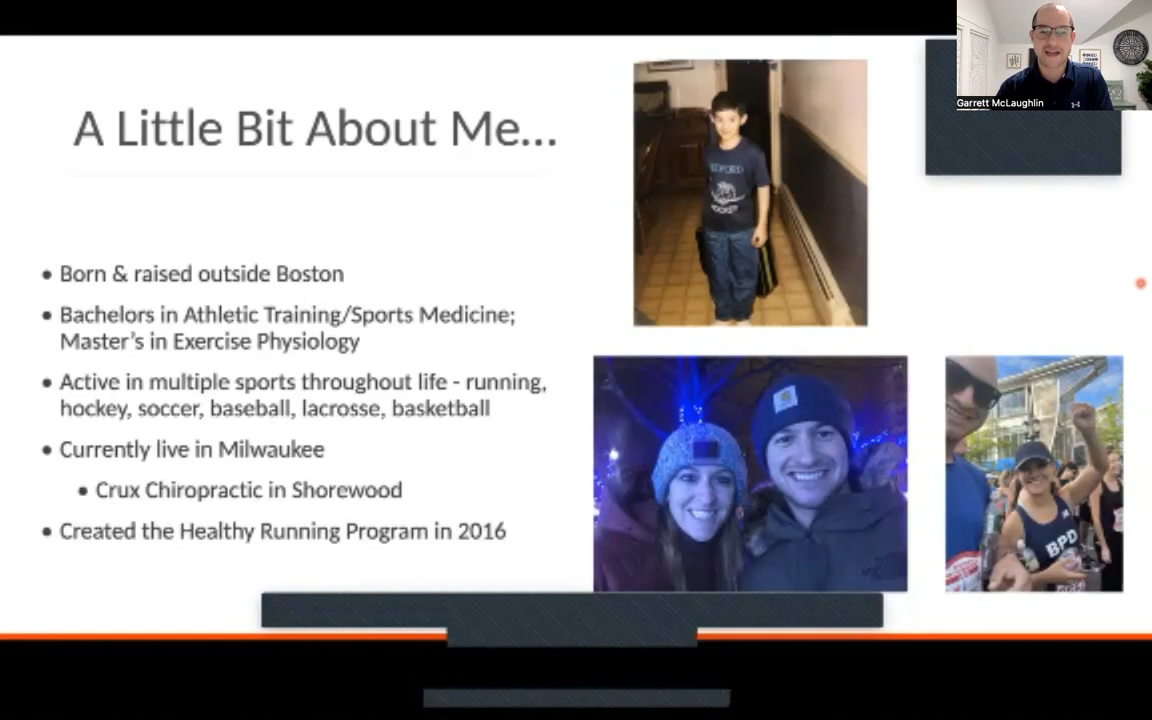 Garrett McLaughlin
A Little Bit About Me...
• Born & raised outside Boston
• Bachelors in Athletic Training/Sports Medicine;
Master's in Exercise Physiology
• Active in multiple sports throughout life - running,
hockey, soccer, baseball, lacrosse, basketball
• Currently live in Milwaukee
• Crux Chiropractic in Shorewood
• Created the Healthy Running Program in 2016
BPD